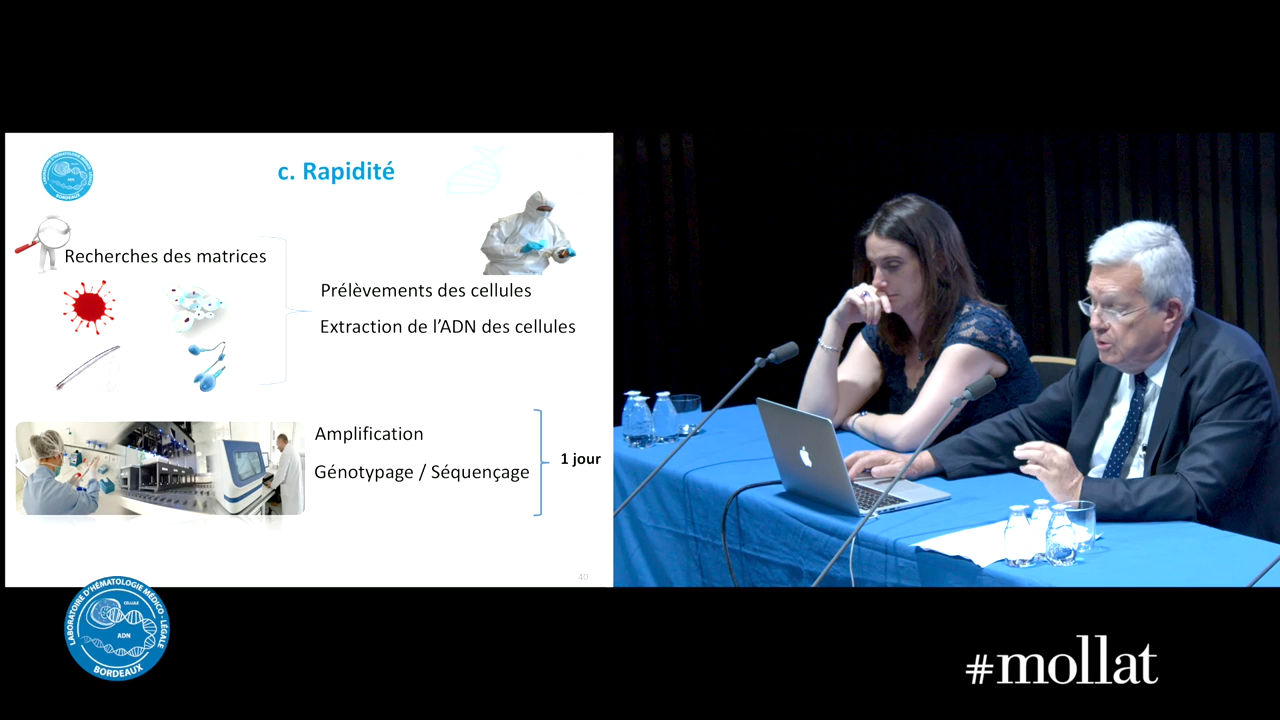 c. Rapidité
Recherches des matrices
Prélèvements des cellules
Extraction de l’ADN des cellules
Amplification
Génotypage / Séquençage
1 jour
40
LABORATOIRE D'HÉMATOLOGIE MÉDICO-LÉGALE
CELLULE
ADN
BORDEAUX
#mollat